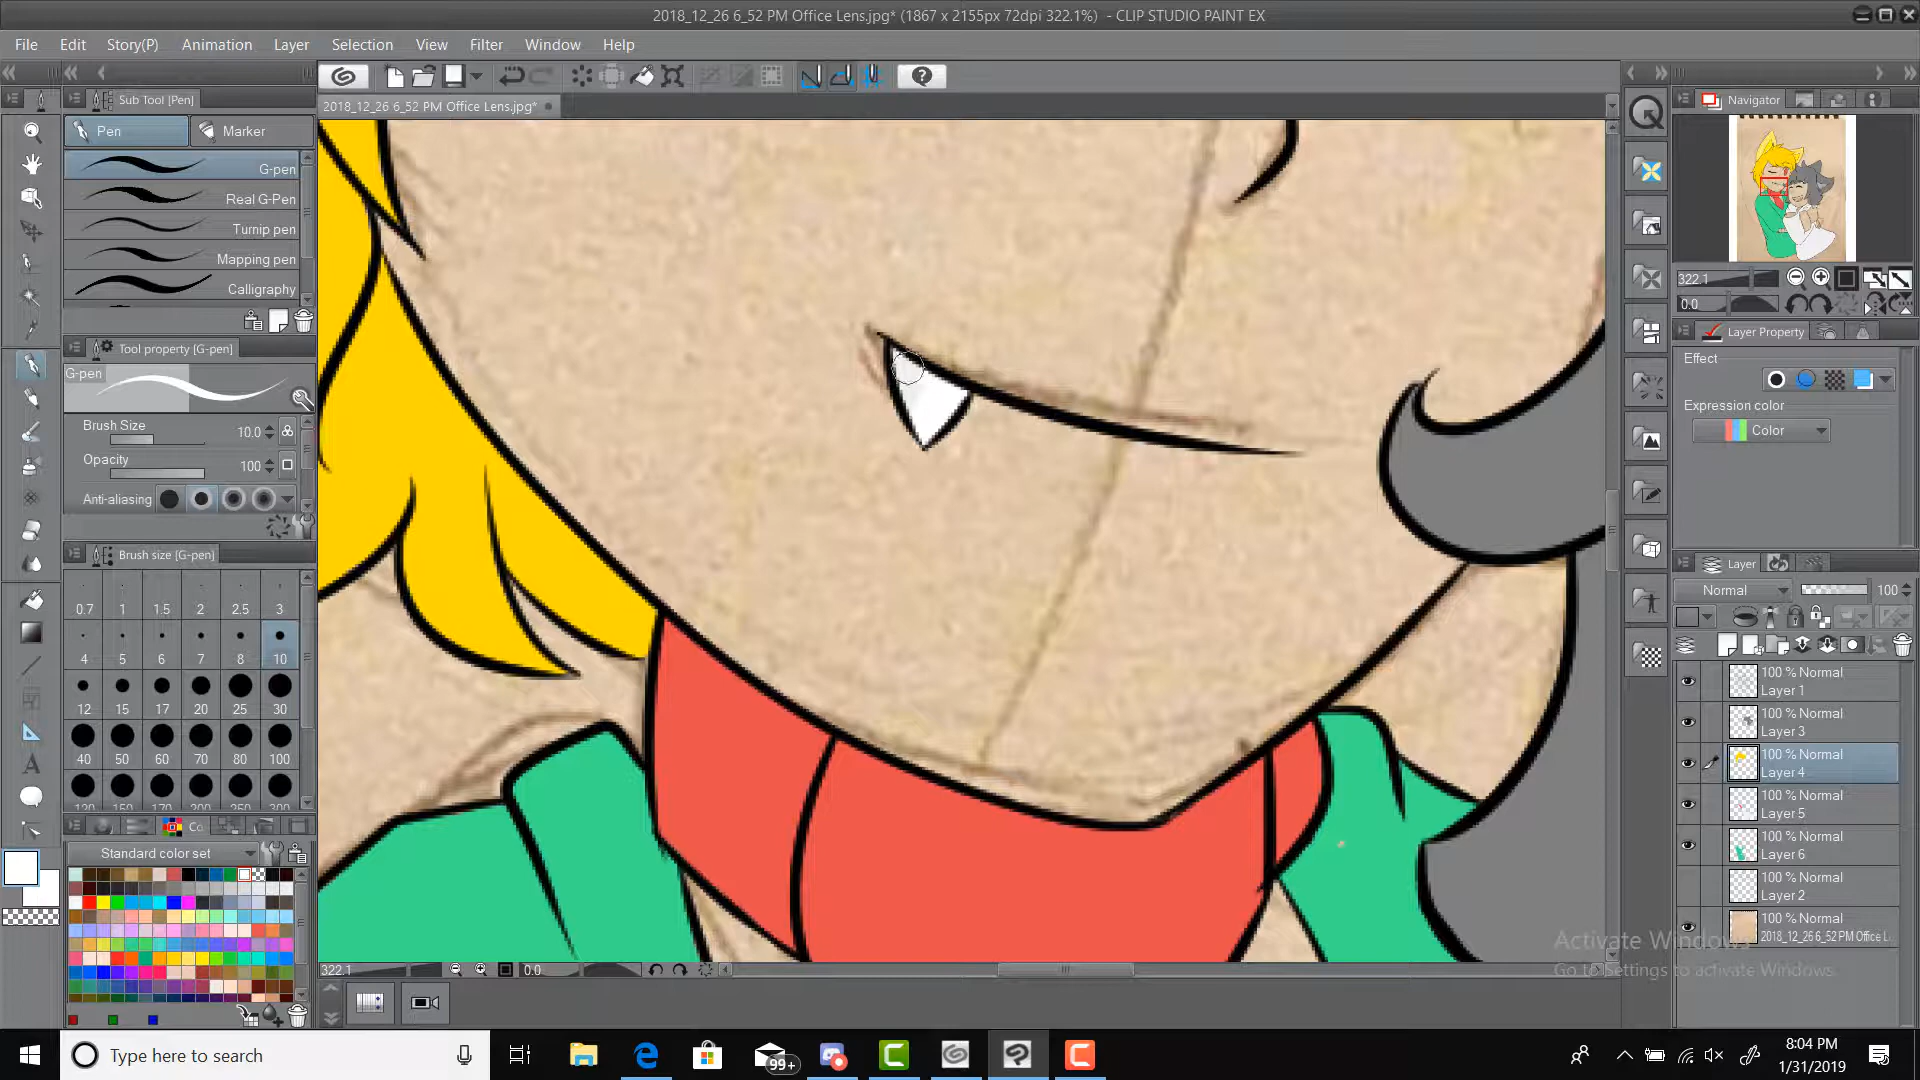 2018_12_26 6_52 PM Office Lens.jpg* (1867 x 2155px 72dpi 322.1%) - CLIP STUDIO PAINT EX
File Edit Story(P) Animation Layer Selection View Filter Window Help
Sub Tool [Pen]
2018_12_26 6_52 PM Office Lens.jpg*
Navigator
Pen Marker
G-pen
Real G-Pen
Turnip pen
Mapping pen
Calligraphy
322.1
0.0
Tool property [G-pen]
Layer Property
G-pen
Effect
Brush Size 10.0
Expression color
Color
Opacity 100
Anti-aliasing
Brush size [G-pen]
Layer
Normal 100
0.7 1 1.5 2 2.5 3
4 5 6 7 8 10
12 15 17 20 25 30
40 50 60 70 80 100
120 150 170 200 250 300
Co
Standard color set
100 % Normal
Layer 1
100 % Normal
Layer 3
100 % Normal
Layer 4
100 % Normal
Layer 5
100 % Normal
Layer 6
100 % Normal
Layer 2
100 % Normal
2018_12_26 6_52 PM Office L
Activate Windows
Go to Settings to activate Windows.
322.1 0.0
Type here to search
99+
8:04 PM
1/31/2019